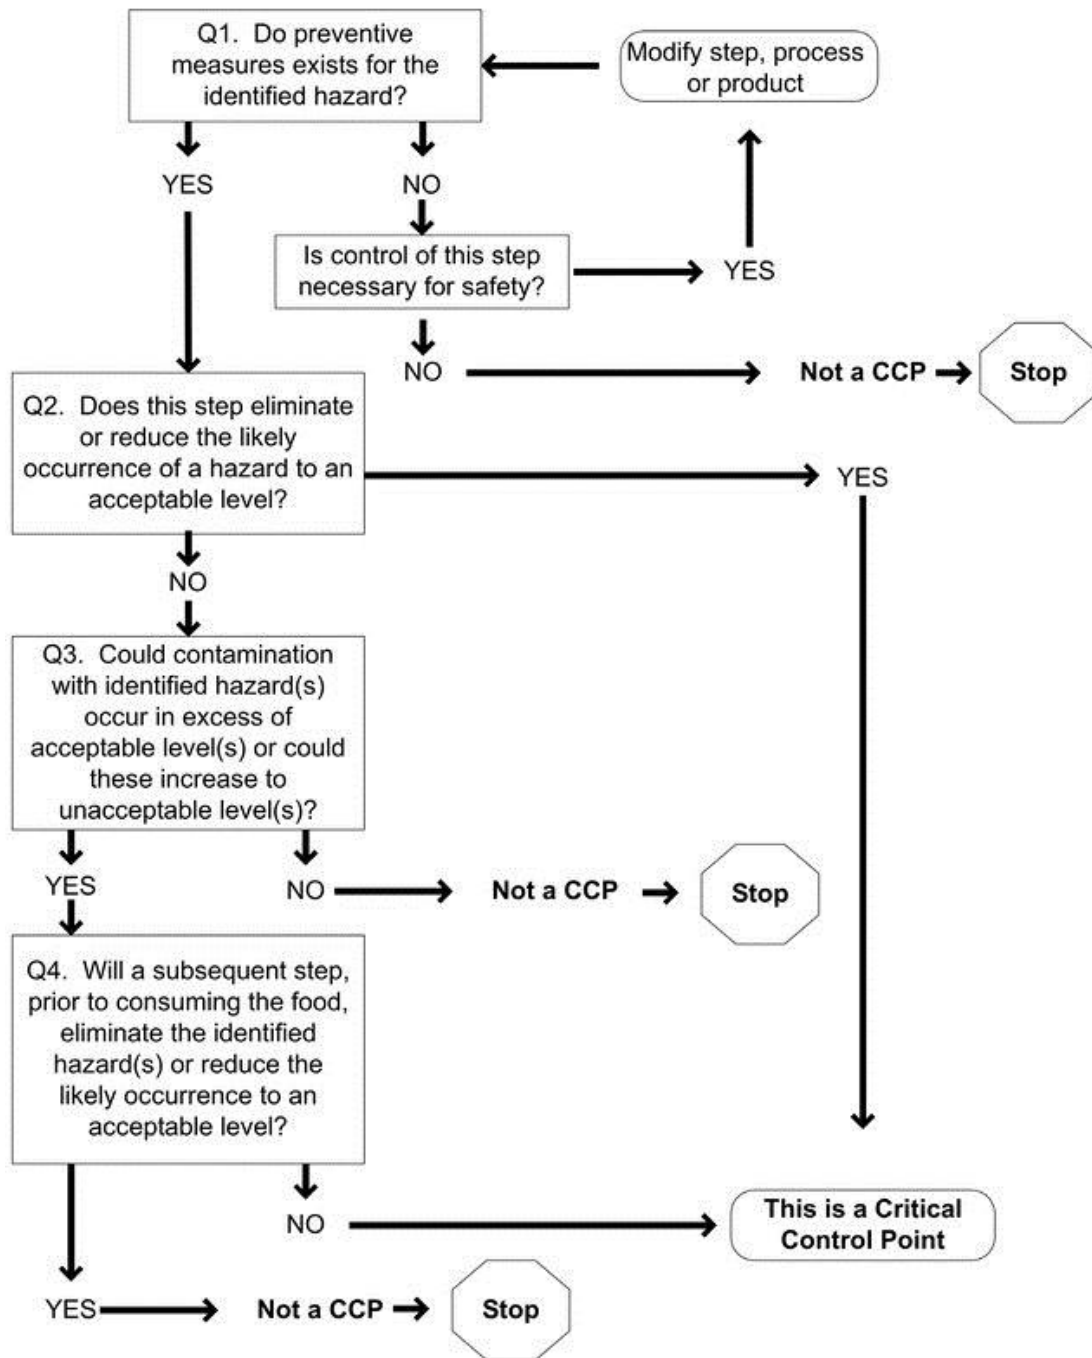 Q1.  Do preventive
measures exists for the
identified hazard?
Modify step, process
or product
YES
NO
Is control of this step
necessary for safety?
YES
NO
Not a CCP
Stop
Q2.  Does this step eliminate
or reduce the likely
occurrence of a hazard to an
acceptable level?
YES
NO
Q3.  Could contamination
with identified hazard(s)
occur in excess of
acceptable level(s) or could
these increase to
unacceptable level(s)?
YES
NO
Not a CCP
Stop
Q4.  Will a subsequent step,
prior to consuming the food,
eliminate the identified
hazard(s) or reduce the
likely occurrence to an
acceptable level?
NO
This is a Critical
Control Point
YES
Not a CCP
Stop